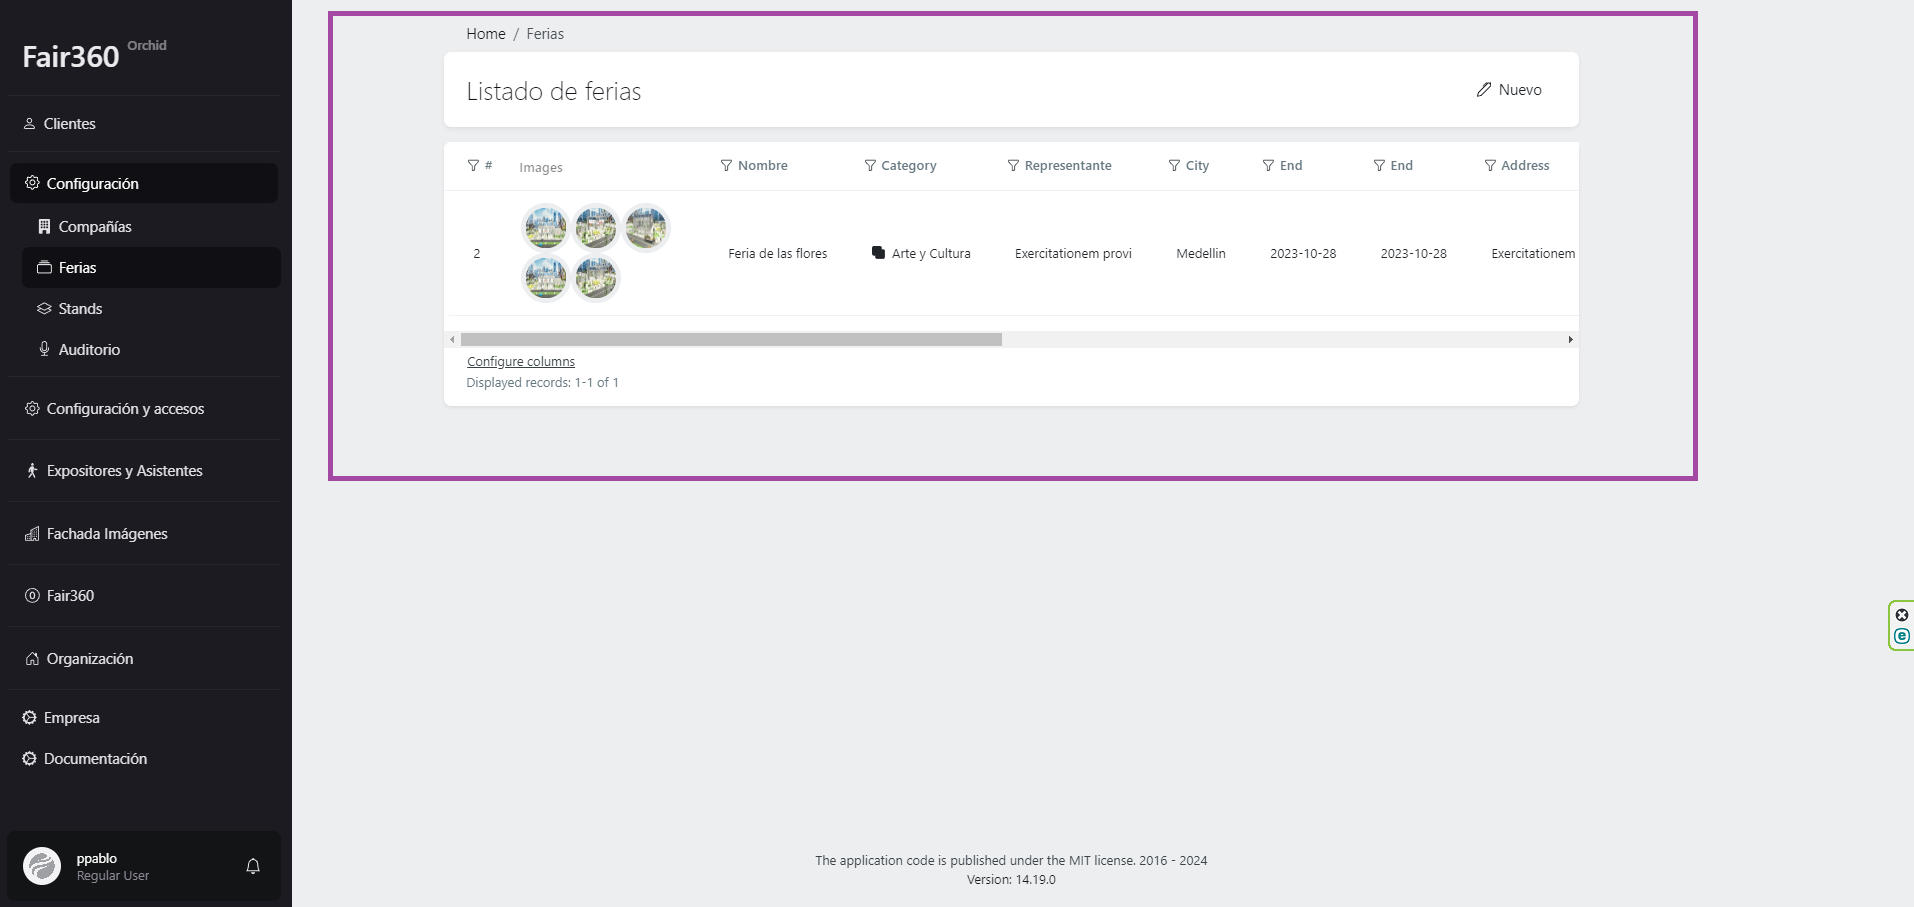 Fair360 Orchid
Clientes
Configuración
Compañías
Ferias
Stands
Auditorio
Configuración y accesos
Expositores y Asistentes
Fachada Imágenes
Fair360
Organización
Empresa
Documentación
ppablo
Regular User
Home / Ferias
Listado de ferias
Nuevo
# Images Nombre Category Representante City End End Address
2 Feria de las flores Arte y Cultura Exercitationem provi Medellin 2023-10-28 2023-10-28 Exercitationem
Configure columns
Displayed records: 1-1 of 1
The application code is published under the MIT license. 2016 - 2024
Version: 14.19.0